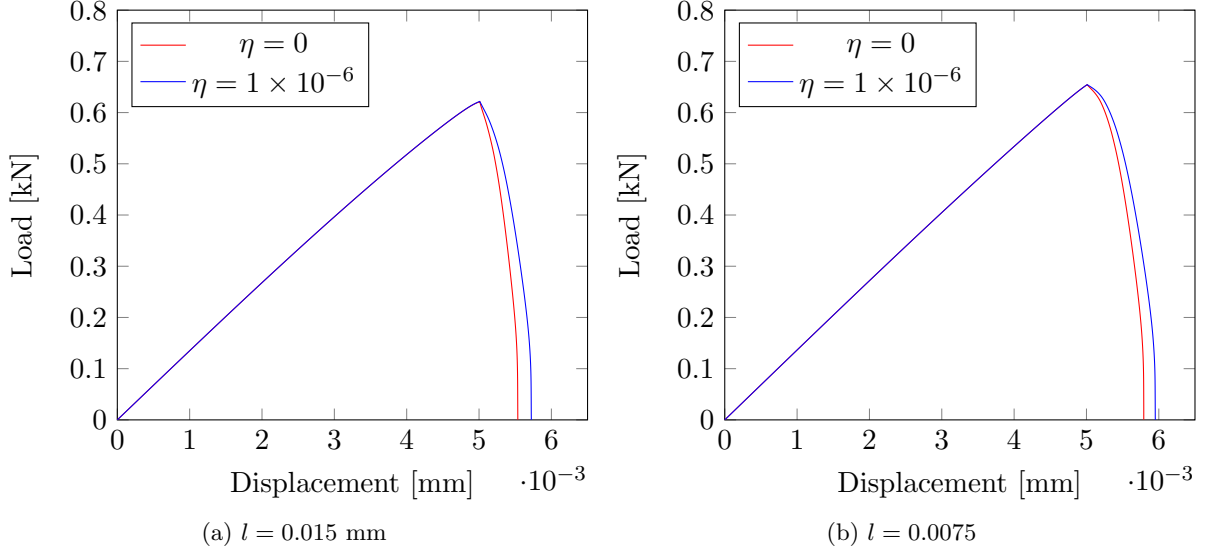 0.8
0.7
0.6
0.5
0.4
0.3
0.2
0.1
0
Load [kN]
η = 0
η = 1 × 10⁻⁶
0 1 2 3 4 5 6
Displacement [mm] ·10⁻³
(a) l = 0.015 mm
0.8
0.7
0.6
0.5
0.4
0.3
0.2
0.1
0
Load [kN]
η = 0
η = 1 × 10⁻⁶
0 1 2 3 4 5 6
Displacement [mm] ·10⁻³
(b) l = 0.0075